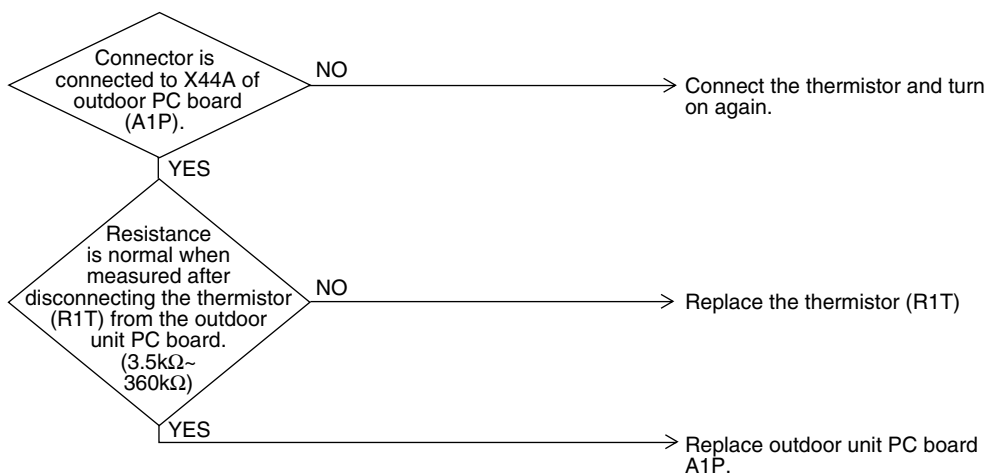 Connector is
connected to X44A of
outdoor PC board
(A1P).
NO
Connect the thermistor and turn
on again.
YES
Resistance
is normal when
measured after
disconnecting the thermistor
(R1T) from the outdoor
unit PC board.
(3.5kΩ~
360kΩ)
NO
Replace the thermistor (R1T)
YES
Replace outdoor unit PC board
A1P.